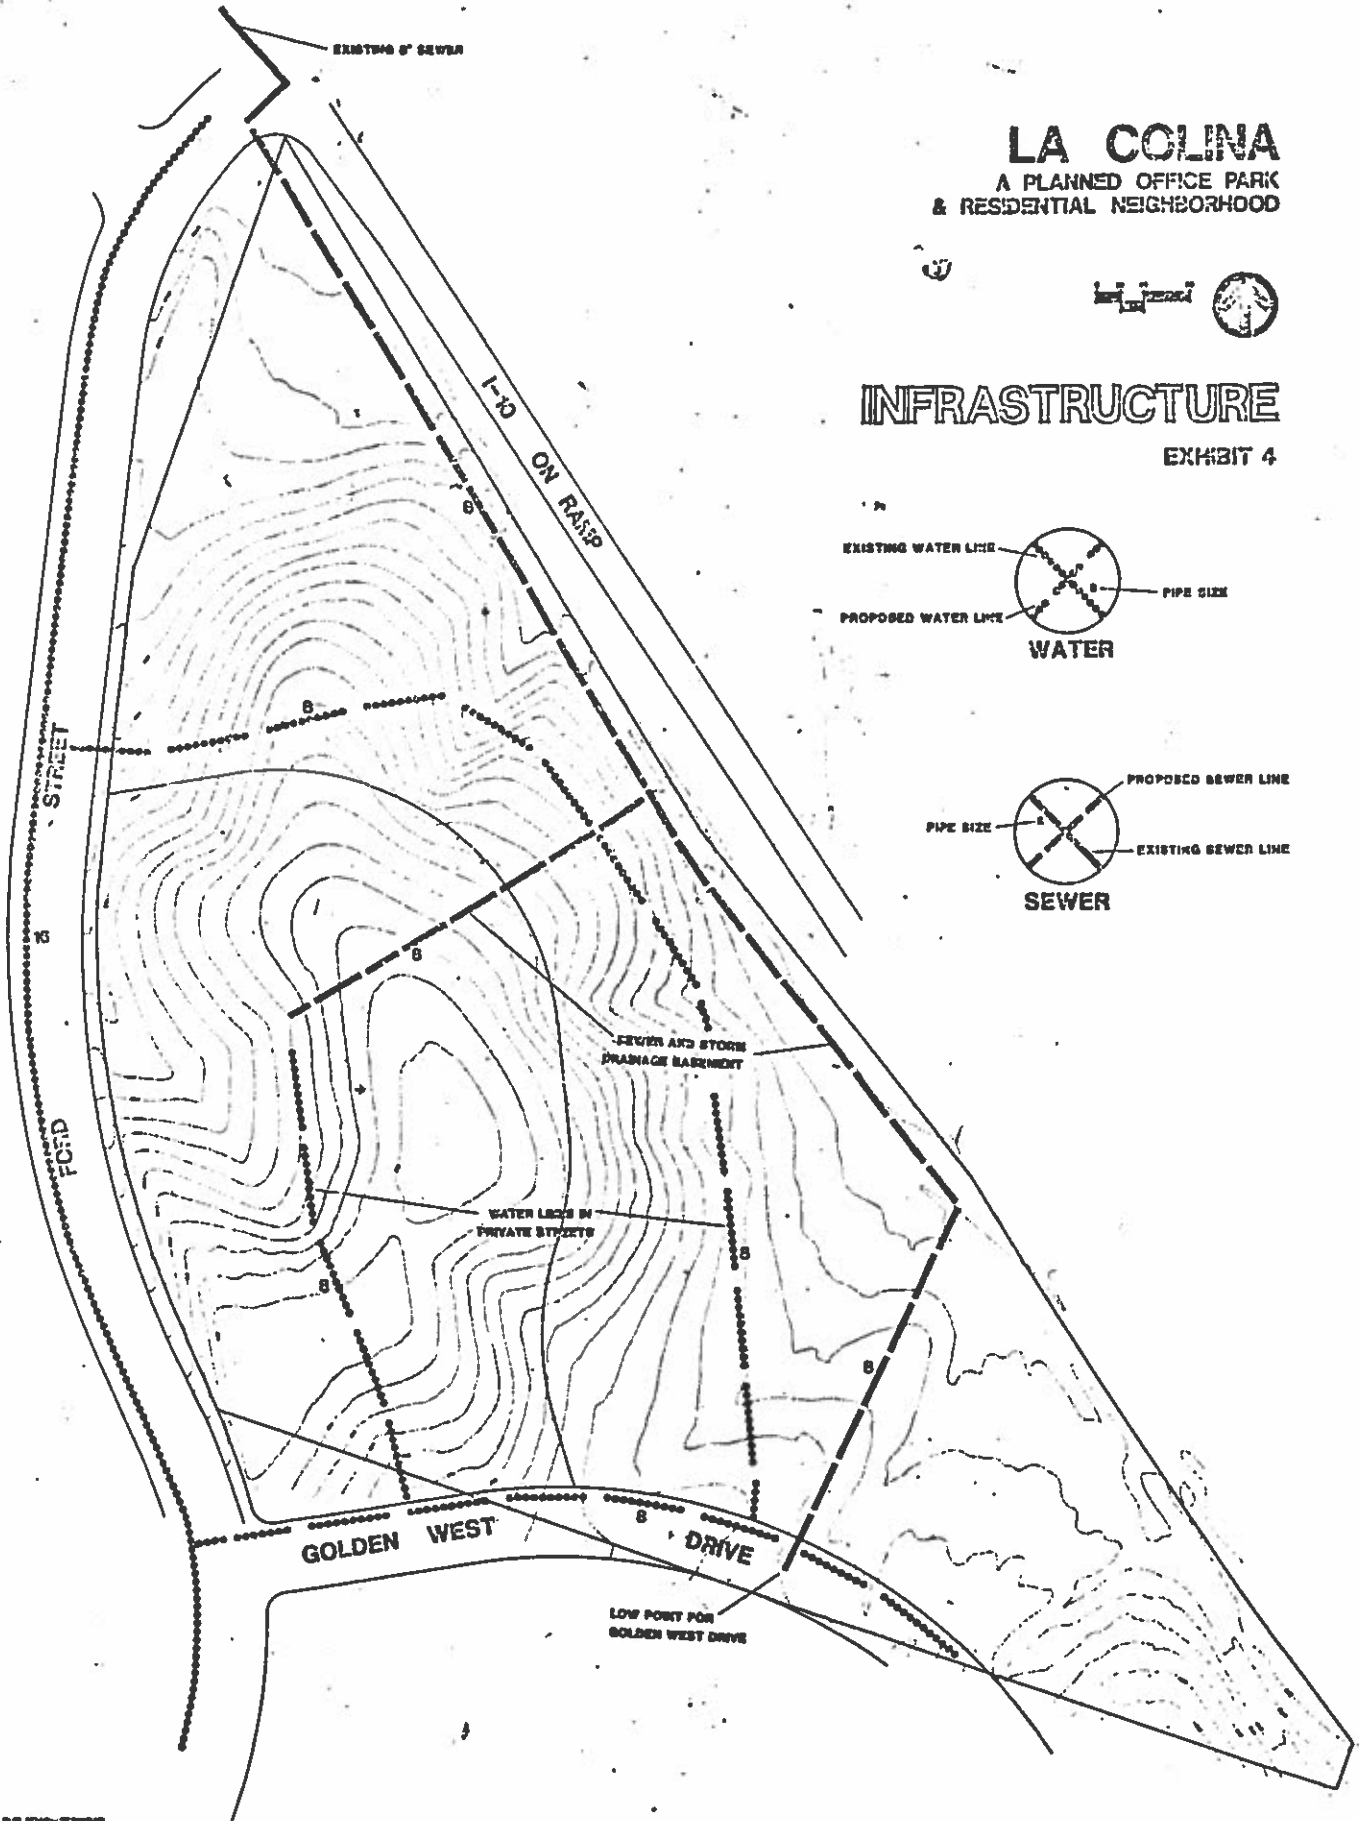 EXISTING 8" SEWER
LA COLINA
A PLANNED OFFICE PARK
& RESIDENTIAL NEIGHBORHOOD
INFRASTRUCTURE
EXHIBIT 4
I-10 ON RAMP
8
EXISTING WATER LINE
PIPE SIZE
PROPOSED WATER LINE
8
WATER
8
STREET
PROPOSED SEWER LINE
PIPE SIZE
EXISTING SEWER LINE
SEWER
8
SEWER AND STORM
DRAINAGE EASEMENT
FORD
WATER LINES IN
PRIVATE STREETS
8
8
8
8
GOLDEN WEST DRIVE
LOW POINT FOR
GOLDEN WEST DRIVE